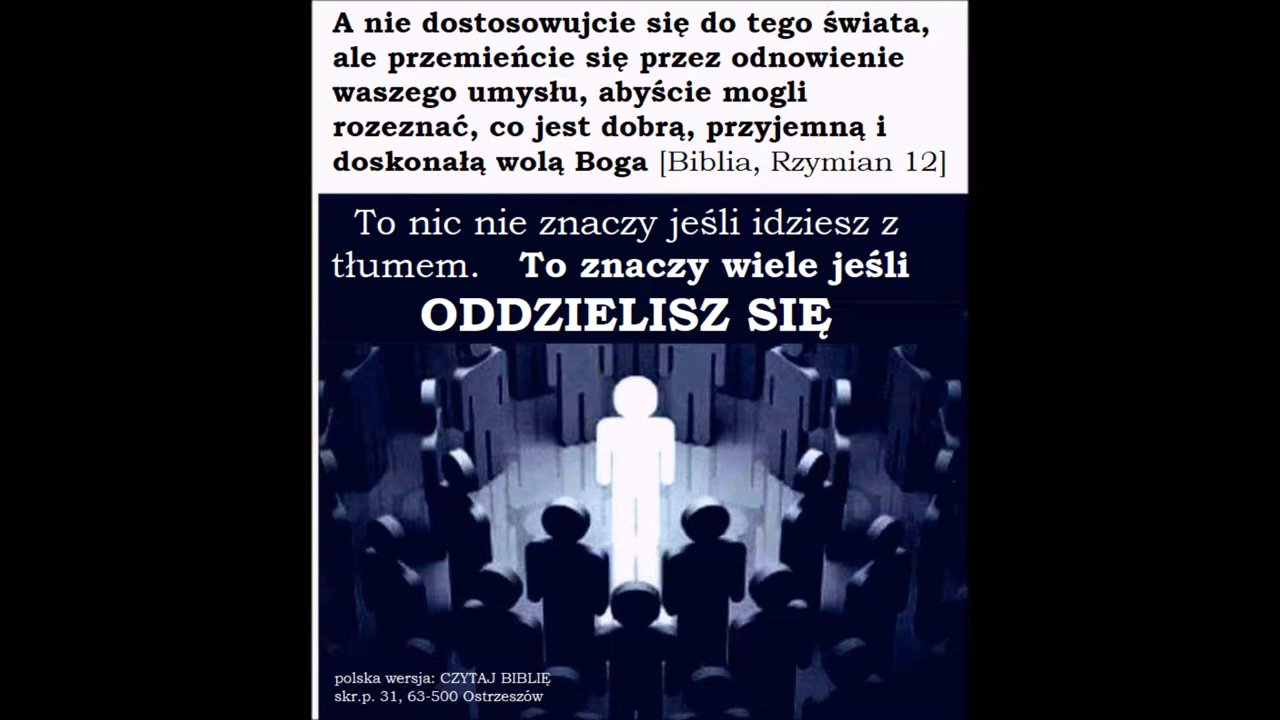 A nie dostosowujcie się do tego świata,
ale przemieńcie się przez odnowienie
waszego umysłu, abyście mogli
rozeznać, co jest dobrą, przyjemną i
doskonałą wolą Boga [Biblia, Rzymian 12]
To nic nie znaczy jeśli idziesz z
tłumem. To znaczy wiele jeśli
ODDZIELISZ SIĘ
polska wersja: CZYTAJ BIBLIĘ
skr.p. 31, 63-500 Ostrzeszów